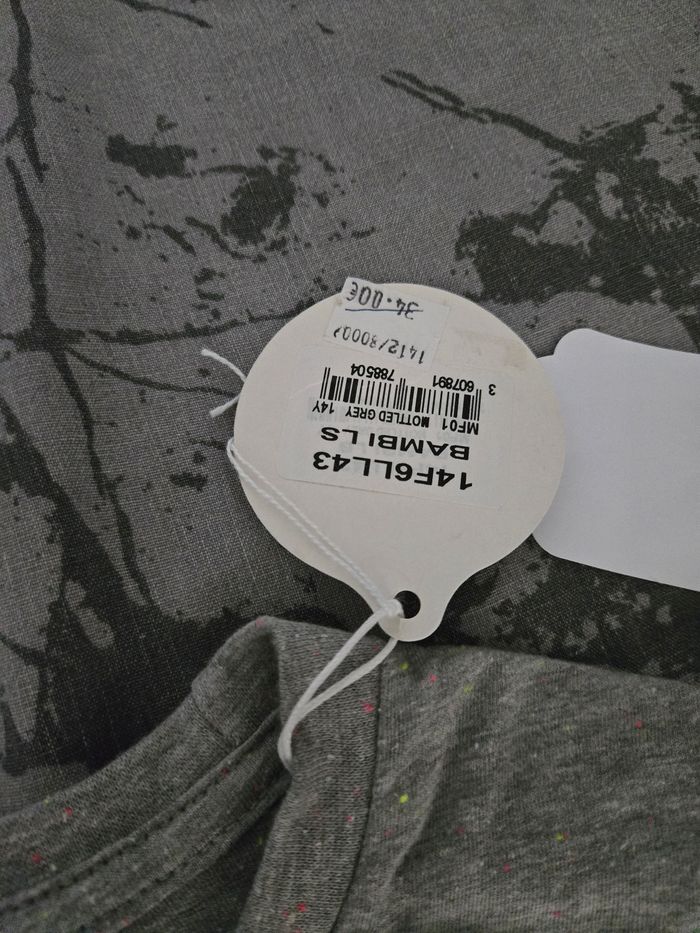 14F6LL43
BAMBI LS
MF01 MOTTLED GREY 14Y
3 607891 788504
34.00€